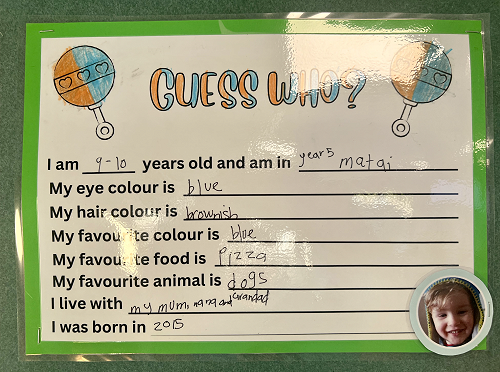 GUESS WHO?
I am 9-10 years old and am in year 5 matai
My eye colour is blue
My hair colour is brownish
My favourite colour is blue
My favourite food is Pizza
My favourite animal is dogs
I live with my mum, nana and Grandad
I was born in 2015